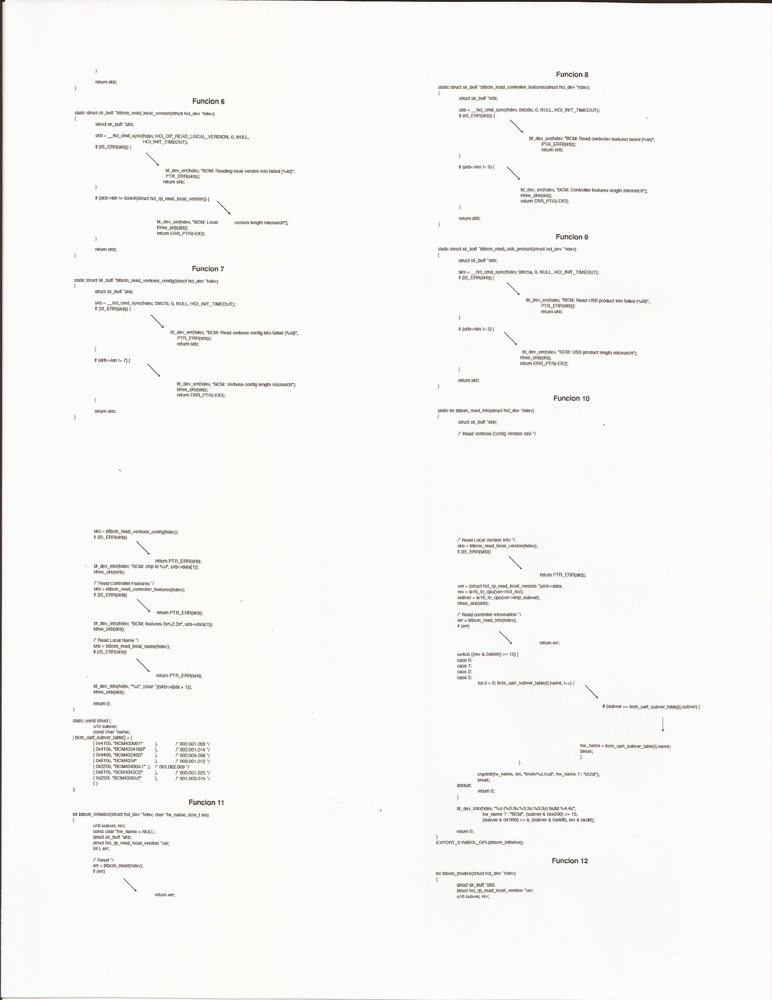 }
return skb;
}
Funcion 6
static struct sk_buff *btbcm_read_local_version(struct hci_dev *hdev)
{
struct sk_buff *skb;
skb = __hci_cmd_sync(hdev, HCI_OP_READ_LOCAL_VERSION, 0, NULL,
HCI_INIT_TIMEOUT);
if (IS_ERR(skb)) {
bt_dev_err(hdev, "BCM: Reading local version info failed (%ld)",
PTR_ERR(skb));
return skb;
}
if (skb->len != sizeof(struct hci_rp_read_local_version)) {
bt_dev_err(hdev, "BCM: Local version length mismatch");
kfree_skb(skb);
return ERR_PTR(-EIO);
}
return skb;
}
Funcion 7
static struct sk_buff *btbcm_read_verbose_config(struct hci_dev *hdev)
{
struct sk_buff *skb;
skb = __hci_cmd_sync(hdev, 0xfc79, 0, NULL, HCI_INIT_TIMEOUT);
if (IS_ERR(skb)) {
bt_dev_err(hdev, "BCM: Read verbose config info failed (%ld)",
PTR_ERR(skb));
return skb;
}
if (skb->len != 7) {
bt_dev_err(hdev, "BCM: Verbose config length mismatch");
kfree_skb(skb);
return ERR_PTR(-EIO);
}
return skb;
}
Funcion 8
static struct sk_buff *btbcm_read_controller_features(struct hci_dev *hdev)
{
struct sk_buff *skb;
skb = __hci_cmd_sync(hdev, 0xfc6e, 0, NULL, HCI_INIT_TIMEOUT);
if (IS_ERR(skb)) {
bt_dev_err(hdev, "BCM: Read controller features failed (%ld)",
PTR_ERR(skb));
return skb;
}
if (skb->len != 9) {
bt_dev_err(hdev, "BCM: Controller features length mismatch");
kfree_skb(skb);
return ERR_PTR(-EIO);
}
return skb;
}
Funcion 9
static struct sk_buff *btbcm_read_usb_product(struct hci_dev *hdev)
{
struct sk_buff *skb;
skb = __hci_cmd_sync(hdev, 0xfc5a, 0, NULL, HCI_INIT_TIMEOUT);
if (IS_ERR(skb)) {
bt_dev_err(hdev, "BCM: Read USB product info failed (%ld)",
PTR_ERR(skb));
return skb;
}
if (skb->len != 5) {
bt_dev_err(hdev, "BCM: USB product length mismatch");
kfree_skb(skb);
return ERR_PTR(-EIO);
}
return skb;
}
Funcion 10
static int btbcm_read_info(struct hci_dev *hdev)
{
struct sk_buff *skb;
/* Read Verbose Config Version Info */
skb = btbcm_read_verbose_config(hdev);
if (IS_ERR(skb))
return PTR_ERR(skb);
bt_dev_info(hdev, "BCM: chip id %u", skb->data[1]);
kfree_skb(skb);
/* Read Controller Features */
skb = btbcm_read_controller_features(hdev);
if (IS_ERR(skb))
return PTR_ERR(skb);
bt_dev_info(hdev, "BCM: features 0x%2.2x", skb->data[1]);
kfree_skb(skb);
/* Read Local Name */
skb = btbcm_read_local_name(hdev);
if (IS_ERR(skb))
return PTR_ERR(skb);
bt_dev_info(hdev, "%s", (char *)(skb->data + 1));
kfree_skb(skb);
return 0;
}
static const struct {
u16 subver;
const char *name;
} bcm_uart_subver_table[] = {
{ 0x4103, "BCM4330B1" }, /* 002.001.003 */
{ 0x410e, "BCM43341B0" }, /* 002.001.014 */
{ 0x4406, "BCM4324B3" }, /* 002.004.006 */
{ 0x610c, "BCM4354" }, /* 003.001.012 */
{ 0x2209, "BCM43430A1" }, /* 001.002.009 */
{ 0x6119, "BCM4345C0" }, /* 003.001.025 */
{ 0x230f, "BCM4356A2" }, /* 001.003.015 */
{ }
};
Funcion 11
int btbcm_initialize(struct hci_dev *hdev, char *fw_name, size_t len)
{
u16 subver, rev;
const char *hw_name = NULL;
struct sk_buff *skb;
struct hci_rp_read_local_version *ver;
int i, err;
/* Reset */
err = btbcm_reset(hdev);
if (err)
return err;
/* Read Local Version Info */
skb = btbcm_read_local_version(hdev);
if (IS_ERR(skb))
return PTR_ERR(skb);
ver = (struct hci_rp_read_local_version *)skb->data;
rev = le16_to_cpu(ver->hci_rev);
subver = le16_to_cpu(ver->lmp_subver);
kfree_skb(skb);
/* Read controller information */
err = btbcm_read_info(hdev);
if (err)
return err;
switch ((rev & 0xf000) >> 12) {
case 0:
case 1:
case 2:
case 3:
for (i = 0; bcm_uart_subver_table[i].name; i++) {
if (subver == bcm_uart_subver_table[i].subver) {
hw_name = bcm_uart_subver_table[i].name;
break;
}
}
snprintf(fw_name, len, "brcm/%s.hcd", hw_name ? : "BCM");
break;
default:
return 0;
}
bt_dev_info(hdev, "%s (%3.3u.%3.3u.%3.3u) build %4.4u",
hw_name ? : "BCM", (subver & 0xe000) >> 13,
(subver & 0x1f00) >> 8, (subver & 0x00ff), rev & 0x0fff);
return 0;
}
EXPORT_SYMBOL_GPL(btbcm_initialize);
Funcion 12
int btbcm_finalize(struct hci_dev *hdev)
{
struct sk_buff *skb;
struct hci_rp_read_local_version *ver;
u16 subver, rev;